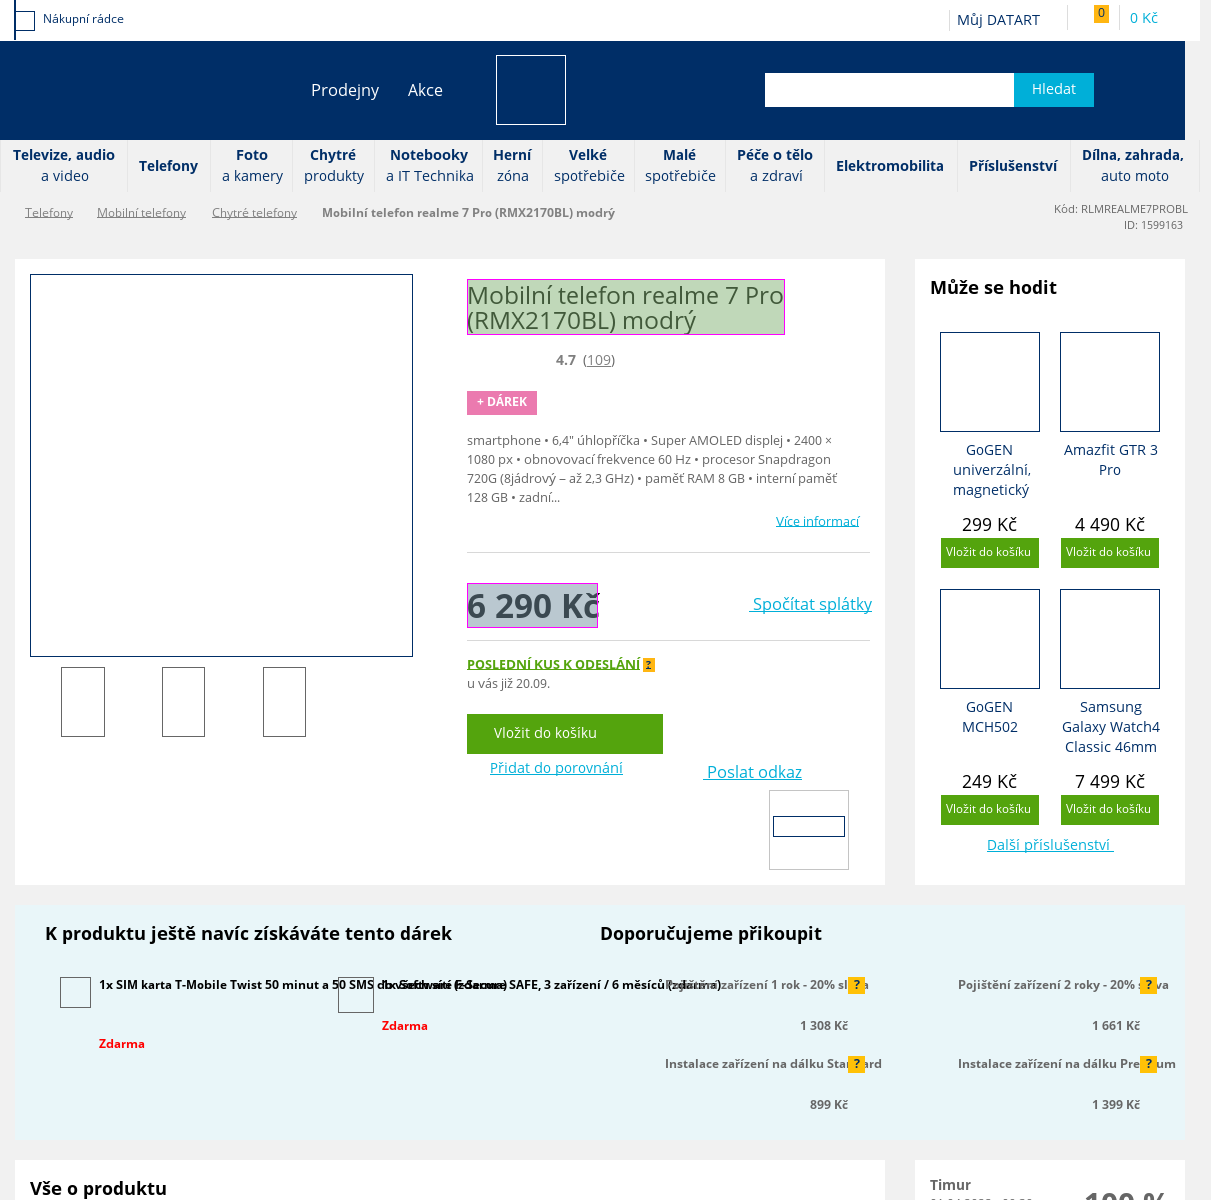 Nákupní rádce
Můj DATART
0
0 Kč
Prodejny
Akce
Hledat
Televize, audio
a video
Telefony
Foto
a kamery
Chytré
produkty
Notebooky
a IT Technika
Herní
zóna
Velké
spotřebiče
Malé
spotřebiče
Péče o tělo
a zdraví
Elektromobilita
Příslušenství
Dílna, zahrada,
auto moto
Telefony
Mobilní telefony
Chytré telefony
Mobilní telefon realme 7 Pro (RMX2170BL) modrý
Kód: RLMREALME7PROBL
ID: 1599163
Mobilní telefon realme 7 Pro
(RMX2170BL) modrý
4.7 (109)
+ DÁREK
smartphone • 6,4" úhlopříčka • Super AMOLED displej • 2400 ×
1080 px • obnovovací frekvence 60 Hz • procesor Snapdragon
720G (8jádrový – až 2,3 GHz) • paměť RAM 8 GB • interní paměť
128 GB • zadní...
Více informací
6 290 Kč
Spočítat splátky
POSLEDNÍ KUS K ODESLÁNÍ ?
u vás již 20.09.
Vložit do košíku
Přidat do porovnání
Poslat odkaz
Může se hodit
GoGEN
univerzální,
magnetický
299 Kč
Vložit do košíku
Amazfit GTR 3
Pro
4 490 Kč
Vložit do košíku
GoGEN
MCH502
249 Kč
Vložit do košíku
Samsung
Galaxy Watch4
Classic 46mm
7 499 Kč
Vložit do košíku
Další příslušenství
K produktu ještě navíc získáváte tento dárek
1x SIM karta T-Mobile Twist 50 minut a 50 SMS do všech sítí (zdarma)
Zdarma
1x Software F-Secure SAFE, 3 zařízení / 6 měsíců (zdarma)
Zdarma
Doporučujeme přikoupit
Pojištění zařízení 1 rok - 20% sleva
?
1 308 Kč
Pojištění zařízení 2 roky - 20% sleva
?
1 661 Kč
Instalace zařízení na dálku Standard
?
899 Kč
Instalace zařízení na dálku Premium
?
1 399 Kč
Vše o produktu
Timur
100 %